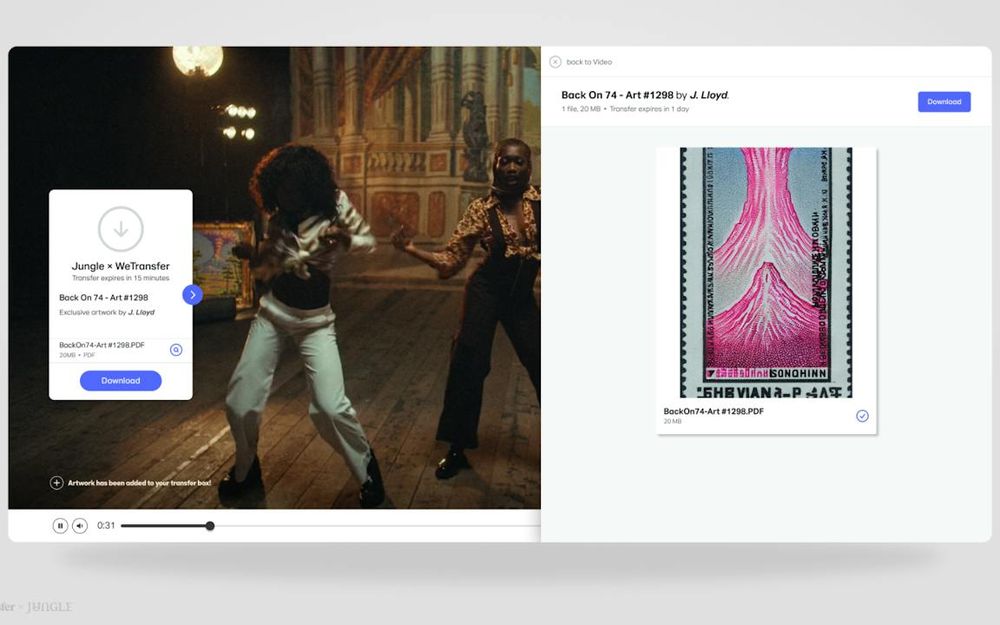 Jungle × WeTransfer
Transfer expires in 15 minutes
Back On 74 - Art #1298
Exclusive artwork by J. Lloyd
BackOn74-Art #1298.PDF
20MB • PDF
Download
Artwork has been added to your transfer box!
0:31
back to Video
Back On 74 - Art #1298 by J. Lloyd.
1 file, 20 MB • Transfer expires in 1 day
Download
SONQHINN
BackOn74-Art #1298.PDF
20 MB
sfer × JUNGLE